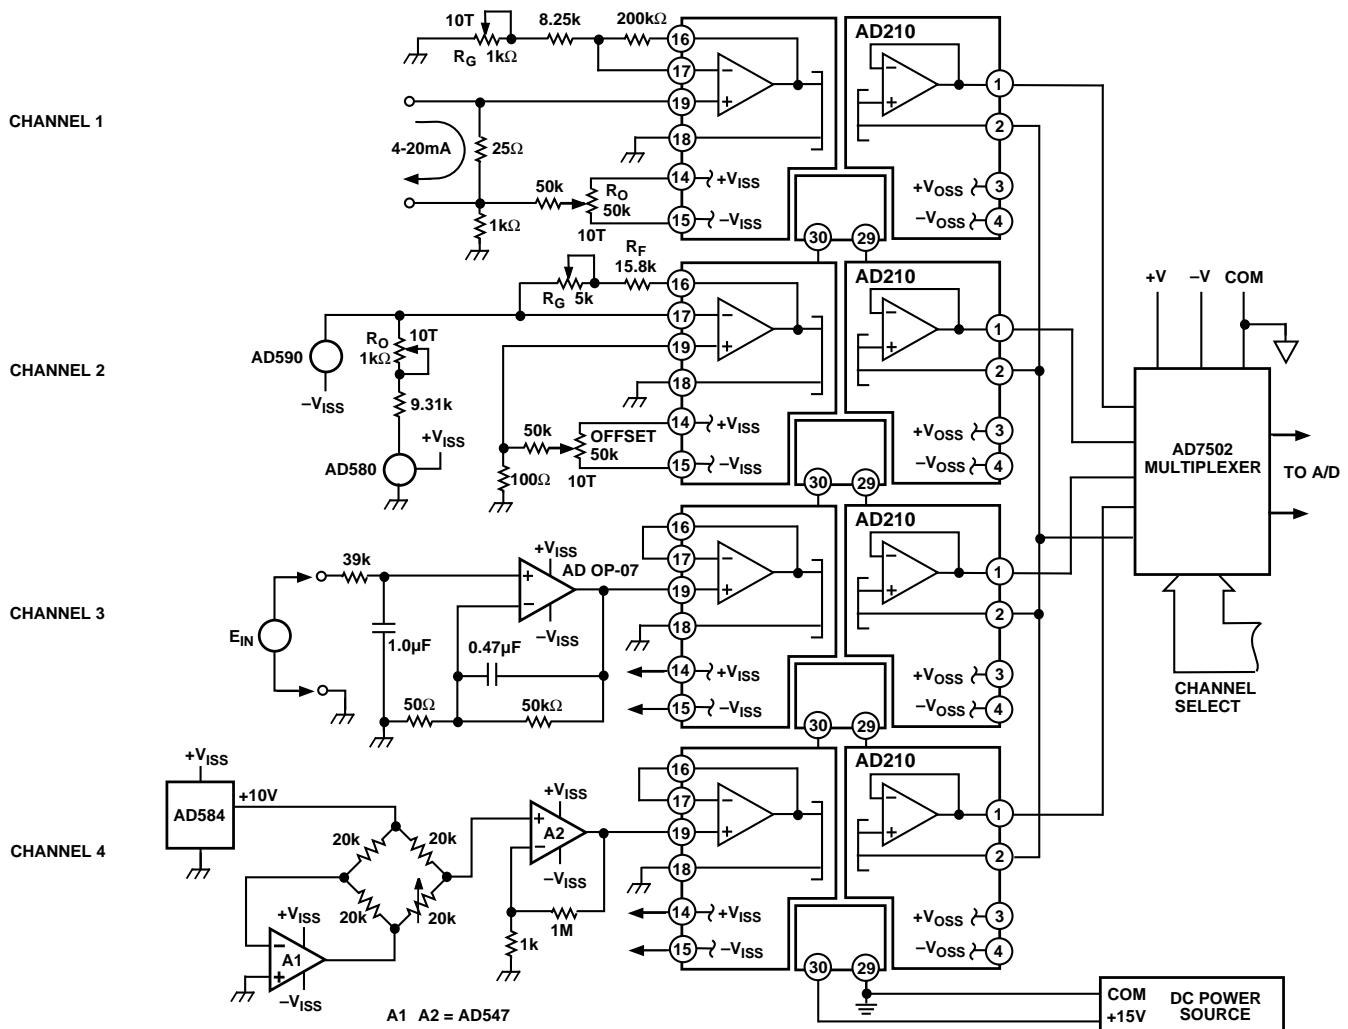 CHANNEL 1
10T
R_G 1kΩ
8.25k
200kΩ
16
17
19
18
14
15
4-20mA
25Ω
1kΩ
50k
R_O
50k
10T
+V_ISS
–V_ISS
30
29
AD210
1
2
+V_OSS
3
–V_OSS
4
CHANNEL 2
AD590
–V_ISS
R_O
1kΩ
10T
9.31k
+V_ISS
AD580
R_G 5k
R_F
15.8k
16
17
19
18
14
15
50k
100Ω
OFFSET
50k
10T
+V_ISS
–V_ISS
30
29
AD210
1
2
+V_OSS
3
–V_OSS
4
CHANNEL 3
E_IN
39k
1.0µF
+V_ISS
AD OP-07
+
–
–V_ISS
0.47µF
50Ω
50kΩ
16
17
19
18
14
15
+V_ISS
–V_ISS
30
29
AD210
1
2
+V_OSS
3
–V_OSS
4
CHANNEL 4
+V_ISS
AD584
+10V
20k
20k
20k
20k
+V_ISS
–
A1
+
–V_ISS
+V_ISS
+
A2
–
–V_ISS
1M
1k
A1 A2 = AD547
16
17
19
18
14
15
+V_ISS
–V_ISS
30
29
AD210
1
2
+V_OSS
3
–V_OSS
4
+V
–V
COM
AD7502
MULTIPLEXER
TO A/D
CHANNEL
SELECT
COM
+15V
DC POWER
SOURCE